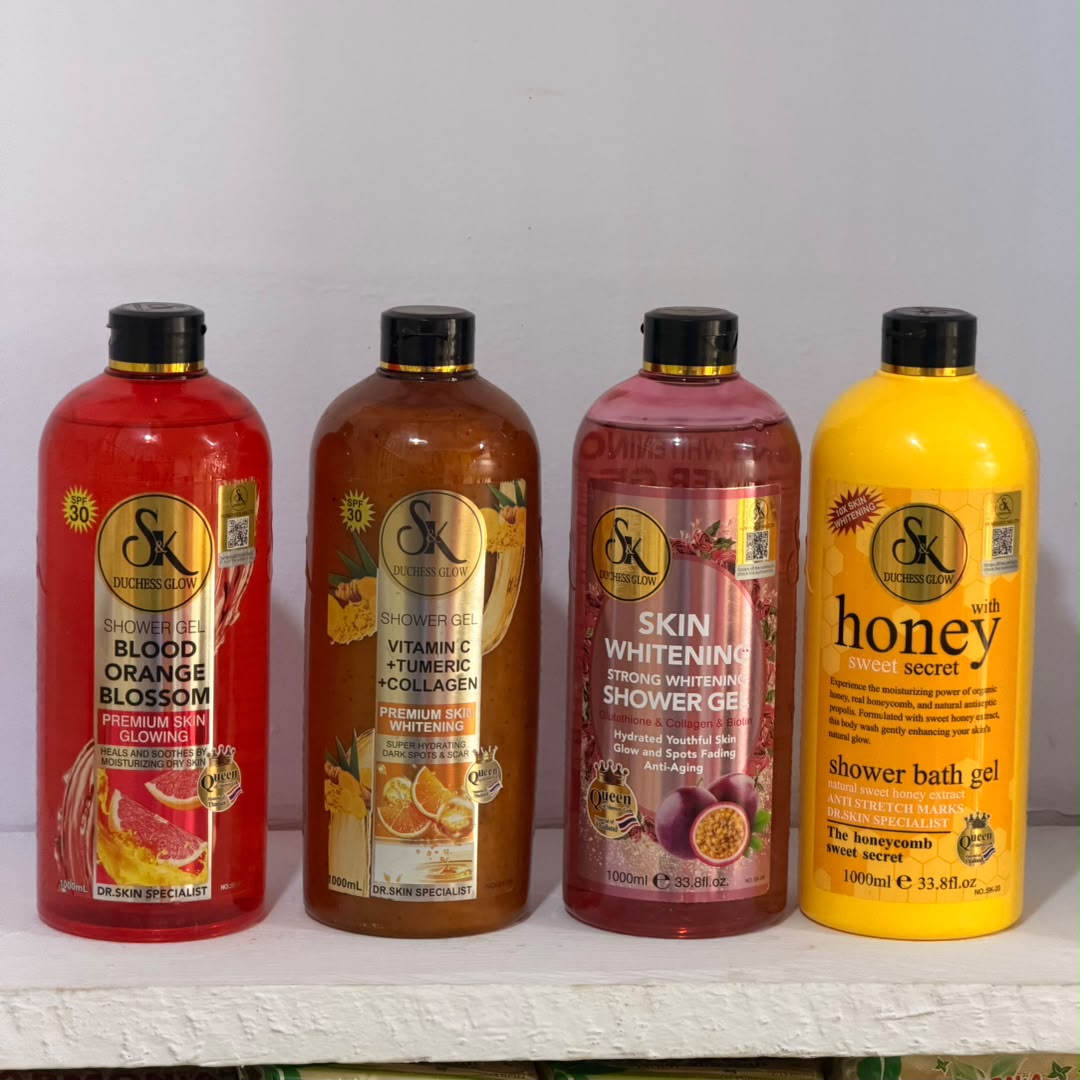 SPF
30
S&K
DUCHESS GLOW
SHOWER GEL
BLOOD
ORANGE
BLOSSOM
PREMIUM SKIN
GLOWING
HEALS AND SOOTHES BY
MOISTURIZING DRY SKIN
Queen
1000mL
DR.SKIN SPECIALIST
SPF
30
S&K
DUCHESS GLOW
SHOWER GEL
VITAMIN C
+TUMERIC
+COLLAGEN
PREMIUM SKIN
WHITENING
SUPER HYDRATING
DARK SPOTS & SCAR
Queen
1000mL
DR.SKIN SPECIALIST
S&K
DUCHESS GLOW
SKIN
WHITENING
STRONG WHITENING
SHOWER GEL
Glutathione & Collagen & Biotin
Hydrated Youthful Skin
Glow and Spots Fading
Anti-Aging
Queen
1000ml e 33.8fl.oz.
10X SKIN
WHITENING
S&K
DUCHESS GLOW
with
honey
sweet secret
Experience the moisturizing power of organic
honey, real honeycomb, and natural antiseptic
propolis. Formulated with sweet honey extract,
this body wash gently enhancing your skin's
natural glow.
shower bath gel
natural sweet honey extract
ANTI STRETCH MARKS
DR.SKIN SPECIALIST
The honeycomb
sweet secret
Queen
1000ml e 33.8fl.oz
NO.SK-20